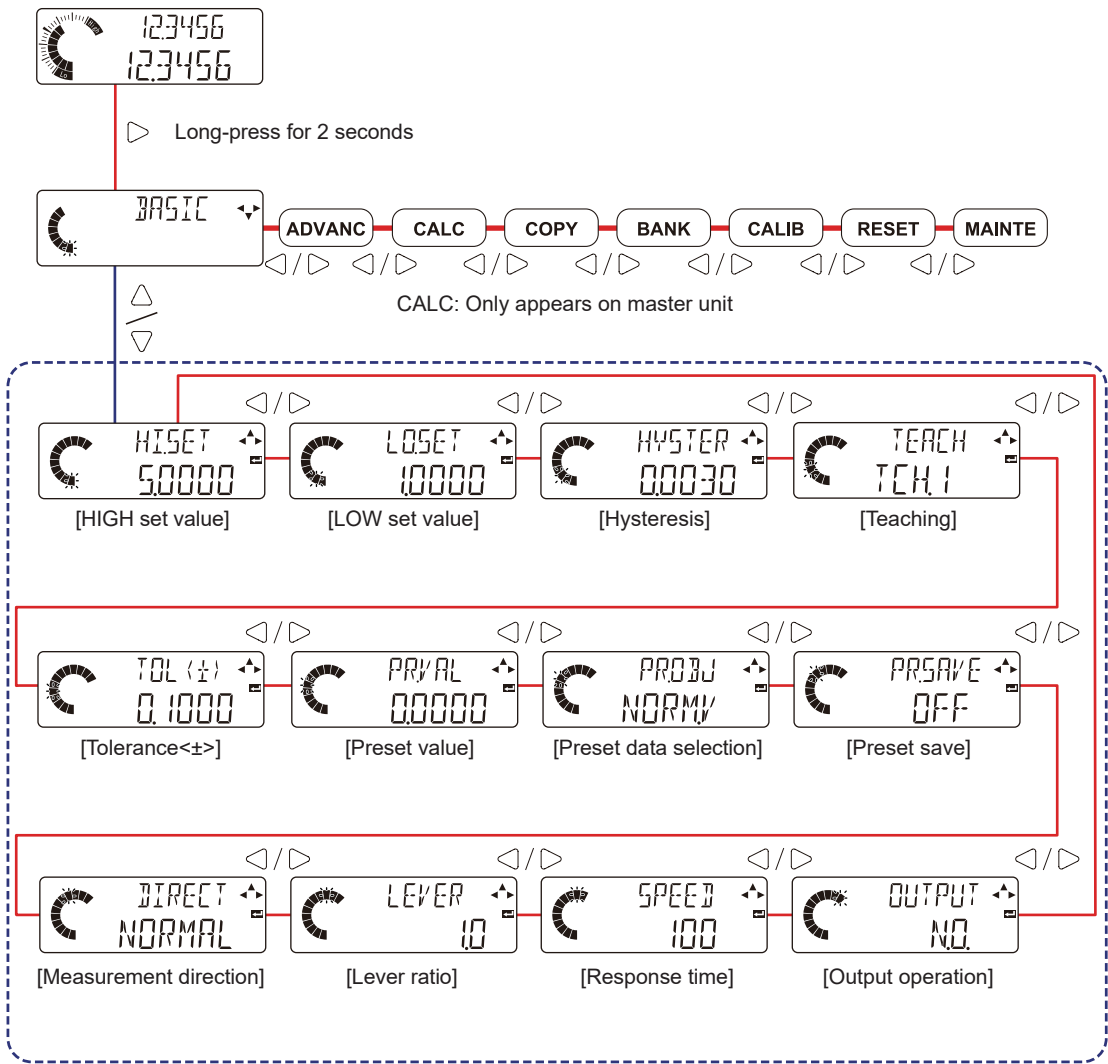 12.3456
12.3456
Long-press for 2 seconds
BASIC
ADVANC CALC COPY BANK CALIB RESET MAINTE
CALC: Only appears on master unit
HI.SET LO.SET HYSTER TEACH
5.0000 1.0000 0.0030 TCH.1
[HIGH set value] [LOW set value] [Hysteresis] [Teaching]
TOL <±> PR.VAL PR.OBJ PR.SAVE
0.1000 0.0000 NORM.V OFF
[Tolerance<±>] [Preset value] [Preset data selection] [Preset save]
DIRECT LEVER SPEED OUTPUT
NORMAL 1.0 100 N.O.
[Measurement direction] [Lever ratio] [Response time] [Output operation]